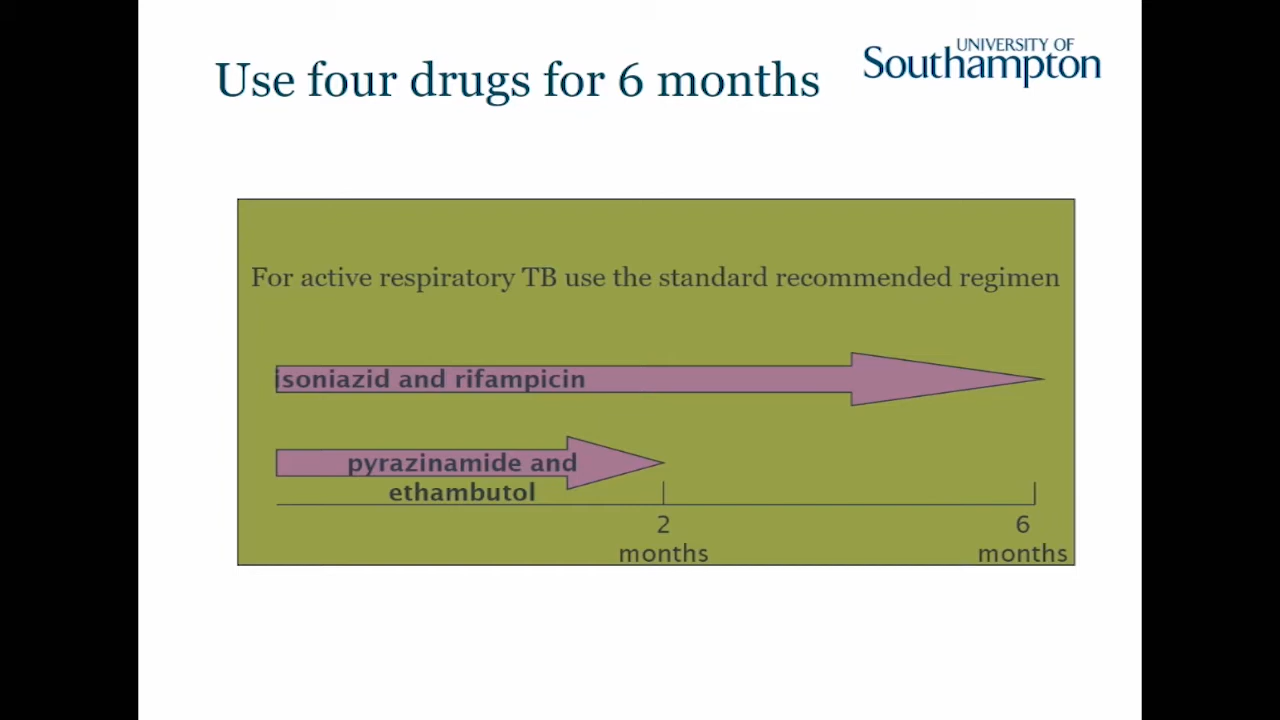 Use four drugs for 6 months
UNIVERSITY OF
Southampton
For active respiratory TB use the standard recommended regimen
isoniazid and rifampicin
pyrazinamide and
ethambutol
2
months
6
months